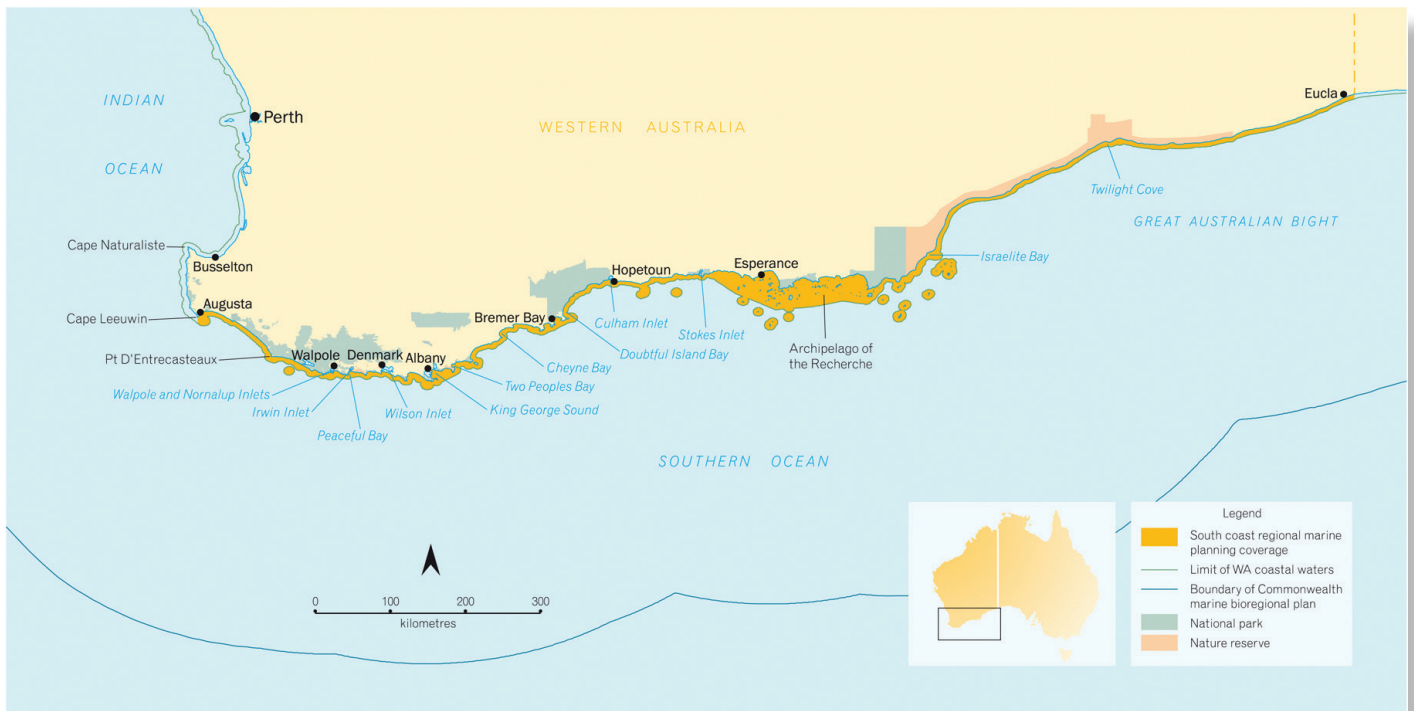 INDIAN
OCEAN
Perth
WESTERN AUSTRALIA
Eucla
Twilight Cove
GREAT AUSTRALIAN BIGHT
Cape Naturaliste
Busselton
Israelite Bay
Hopetoun
Esperance
Augusta
Cape Leeuwin
Bremer Bay
Culham Inlet
Stokes Inlet
Doubtful Island Bay
Archipelago of
the Recherche
Pt D'Entrecasteaux
Walpole
Denmark
Albany
Cheyne Bay
Two Peoples Bay
King George Sound
Walpole and Nornalup Inlets
Irwin Inlet
Wilson Inlet
Peaceful Bay
SOUTHERN OCEAN
0 100 200 300
kilometres
Legend
South coast regional marine
planning coverage
Limit of WA coastal waters
Boundary of Commonwealth
marine bioregional plan
National park
Nature reserve